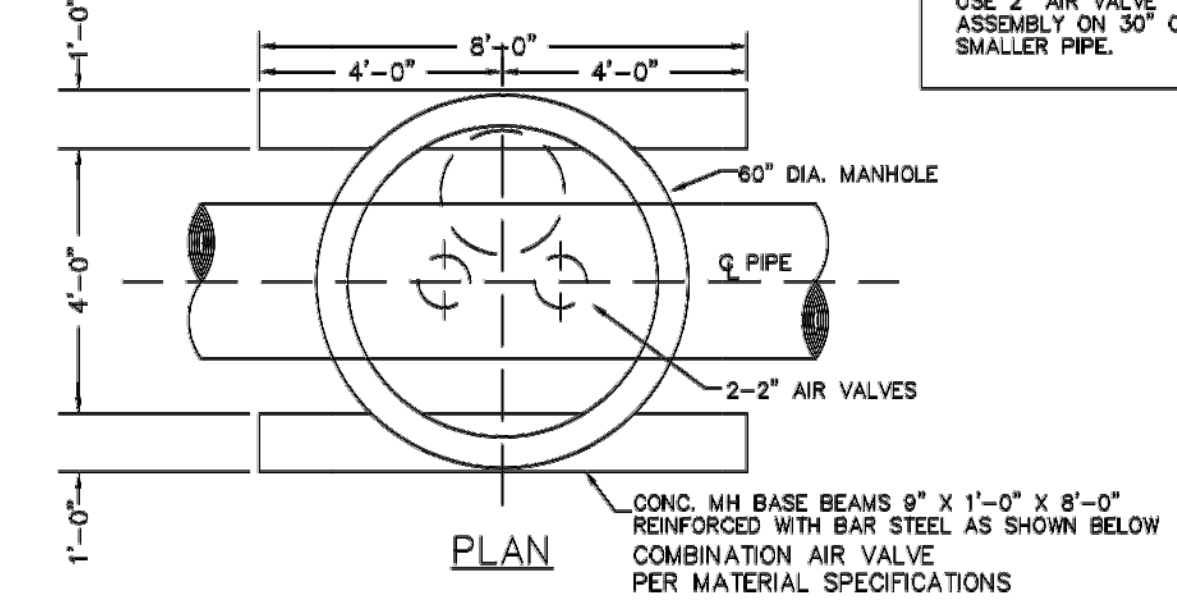 USE 2" AIR VALVE
ASSEMBLY ON 30"
SMALLER PIPE.
1'-0"
8'-0"
4'-0"
4'-0"
60" DIA. MANHOLE
4'-0"
℄ PIPE
2-2" AIR VALVES
1'-0"
CONC. MH BASE BEAMS 9" X 1'-0" X 8'-0"
REINFORCED WITH BAR STEEL AS SHOWN BELOW
COMBINATION AIR VALVE
PER MATERIAL SPECIFICATIONS
PLAN